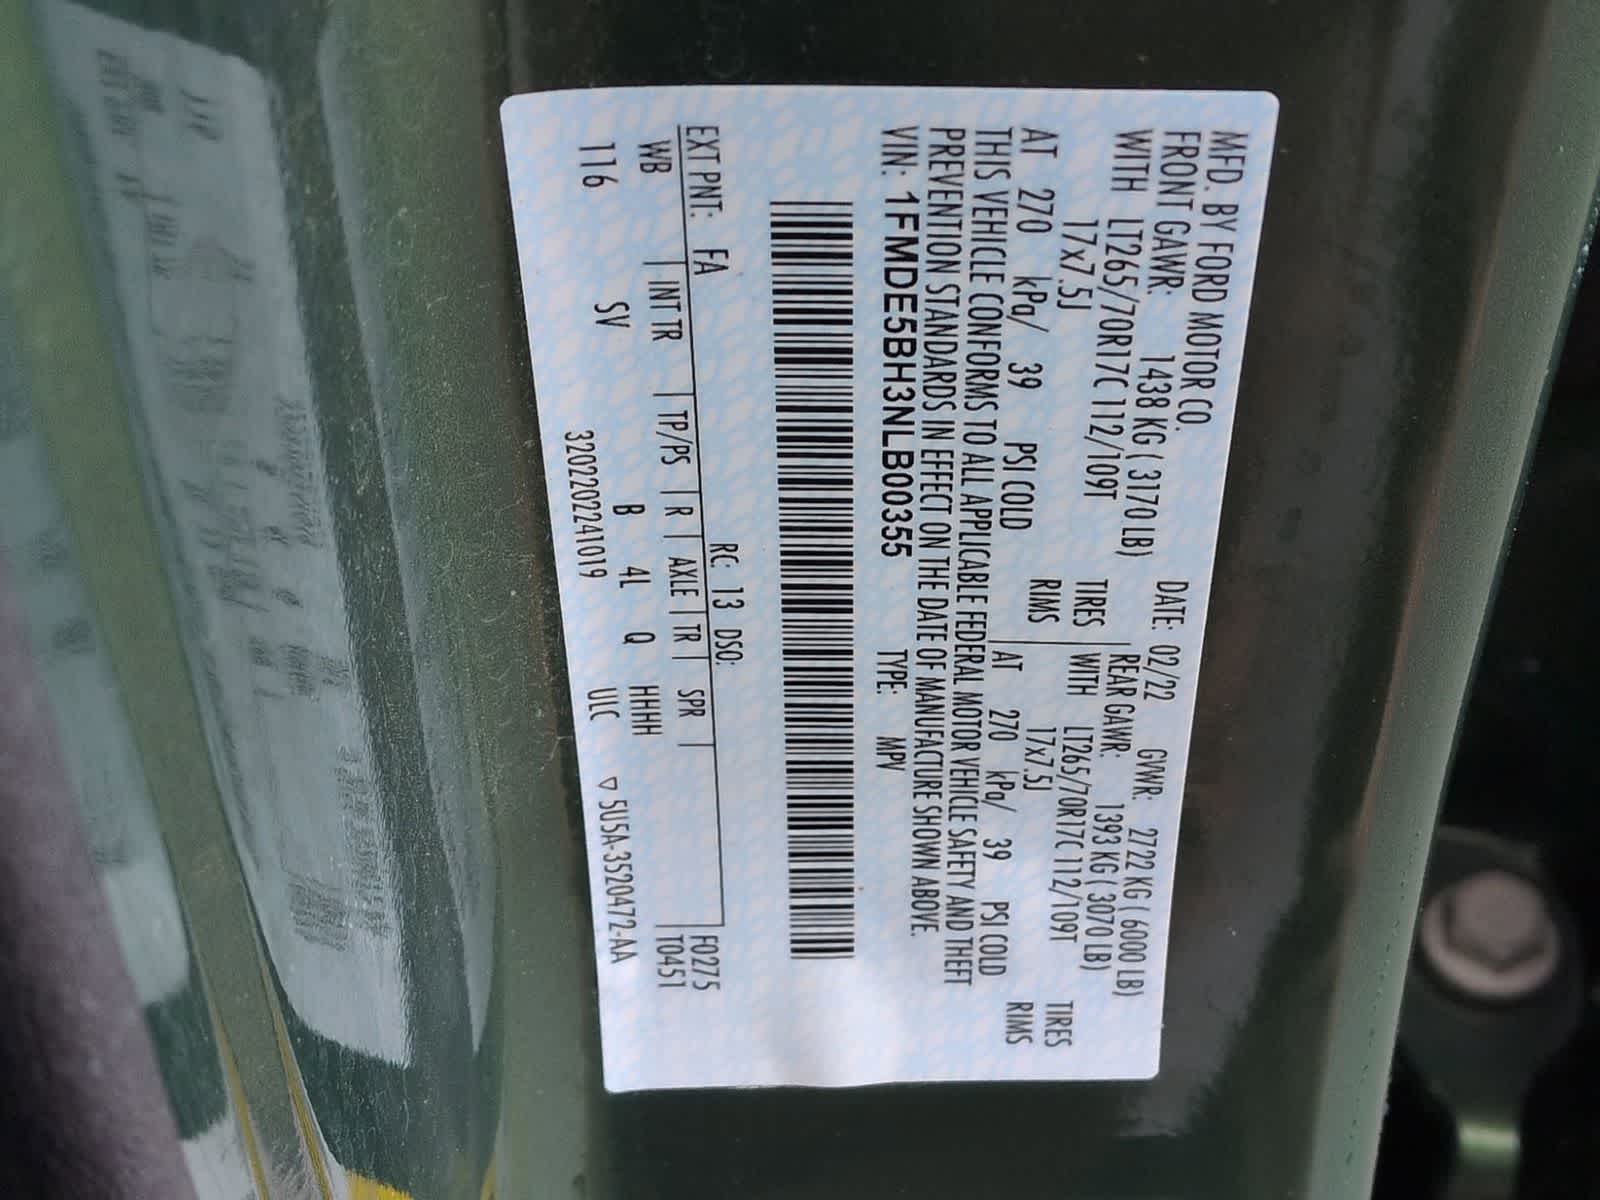 MFD. BY FORD MOTOR CO.
DATE: 02/22 GVWR: 2722 KG ( 6000 LB)
FRONT GAWR: 1438 KG ( 3170 LB) REAR GAWR: 1393 KG ( 3070 LB)
WITH LT265/70R17C 112/109T TIRES WITH LT265/70R17C 112/109T TIRES
17x7.5J RIMS 17x7.5J RIMS
AT 270 kPa/ 39 PSI COLD AT 270 kPa/ 39 PSI COLD
THIS VEHICLE CONFORMS TO ALL APPLICABLE FEDERAL MOTOR VEHICLE SAFETY AND THEFT
PREVENTION STANDARDS IN EFFECT ON THE DATE OF MANUFACTURE SHOWN ABOVE.
VIN: 1FMDE5BH3NLB00355 TYPE: MPV
F0275
T0451
EXT PNT: FA RC: 13 DSO:
WB INT TR TP/PS R AXLE TR SPR
116 SV B 4L Q HHHH
3202202241019 ULC ▽ 5U5A-3520472-AA